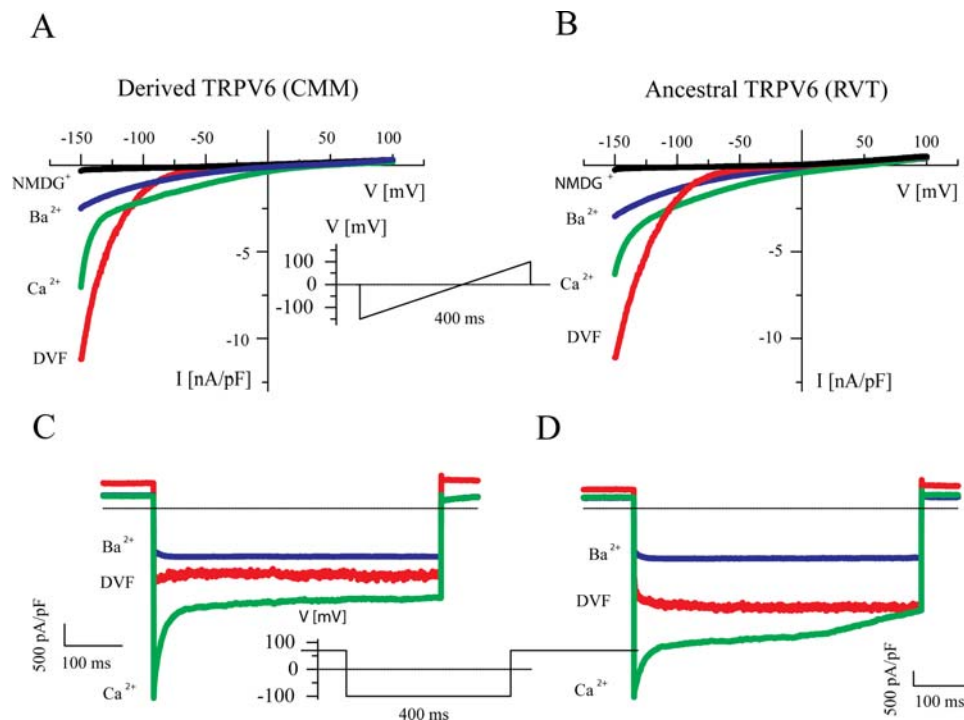 A
B
Derived TRPV6 (CMM)
Ancestral TRPV6 (RVT)
-150 -100 -50 0 50 100
-150 -100 -50 0 50 100
NMDG⁺
V [mV]
NMDG⁺
V [mV]
Ba²⁺
Ba²⁺
V [mV]
-5
-5
Ca²⁺
100
0
-100
400 ms
Ca²⁺
DVF
-10
DVF
-10
I [nA/pF]
I [nA/pF]
C
D
Ba²⁺
Ba²⁺
DVF
DVF
500 pA/pF
100 ms
V [mV]
100
0
-100
400 ms
Ca²⁺
Ca²⁺
500 pA/pF
100 ms